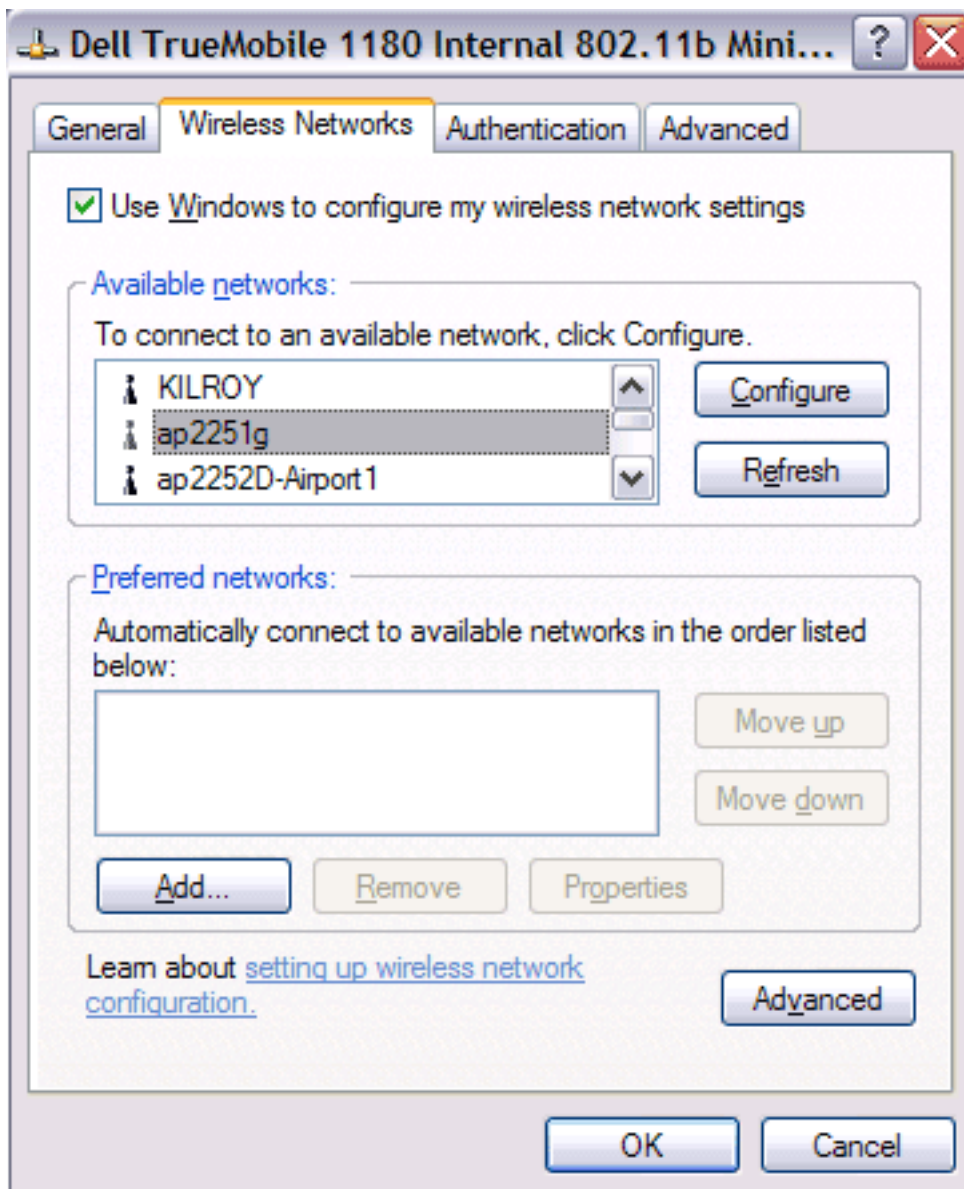 Dell TrueMobile 1180 Internal 802.11b Mini... ?
General Wireless Networks Authentication Advanced
Use Windows to configure my wireless network settings
Available networks:
To connect to an available network, click Configure.
KILROY
ap2251g
ap2252D-Airport1
Configure
Refresh
Preferred networks:
Automatically connect to available networks in the order listed
below:
Move up
Move down
Add... Remove Properties
Learn about setting up wireless network
configuration.
Advanced
OK Cancel